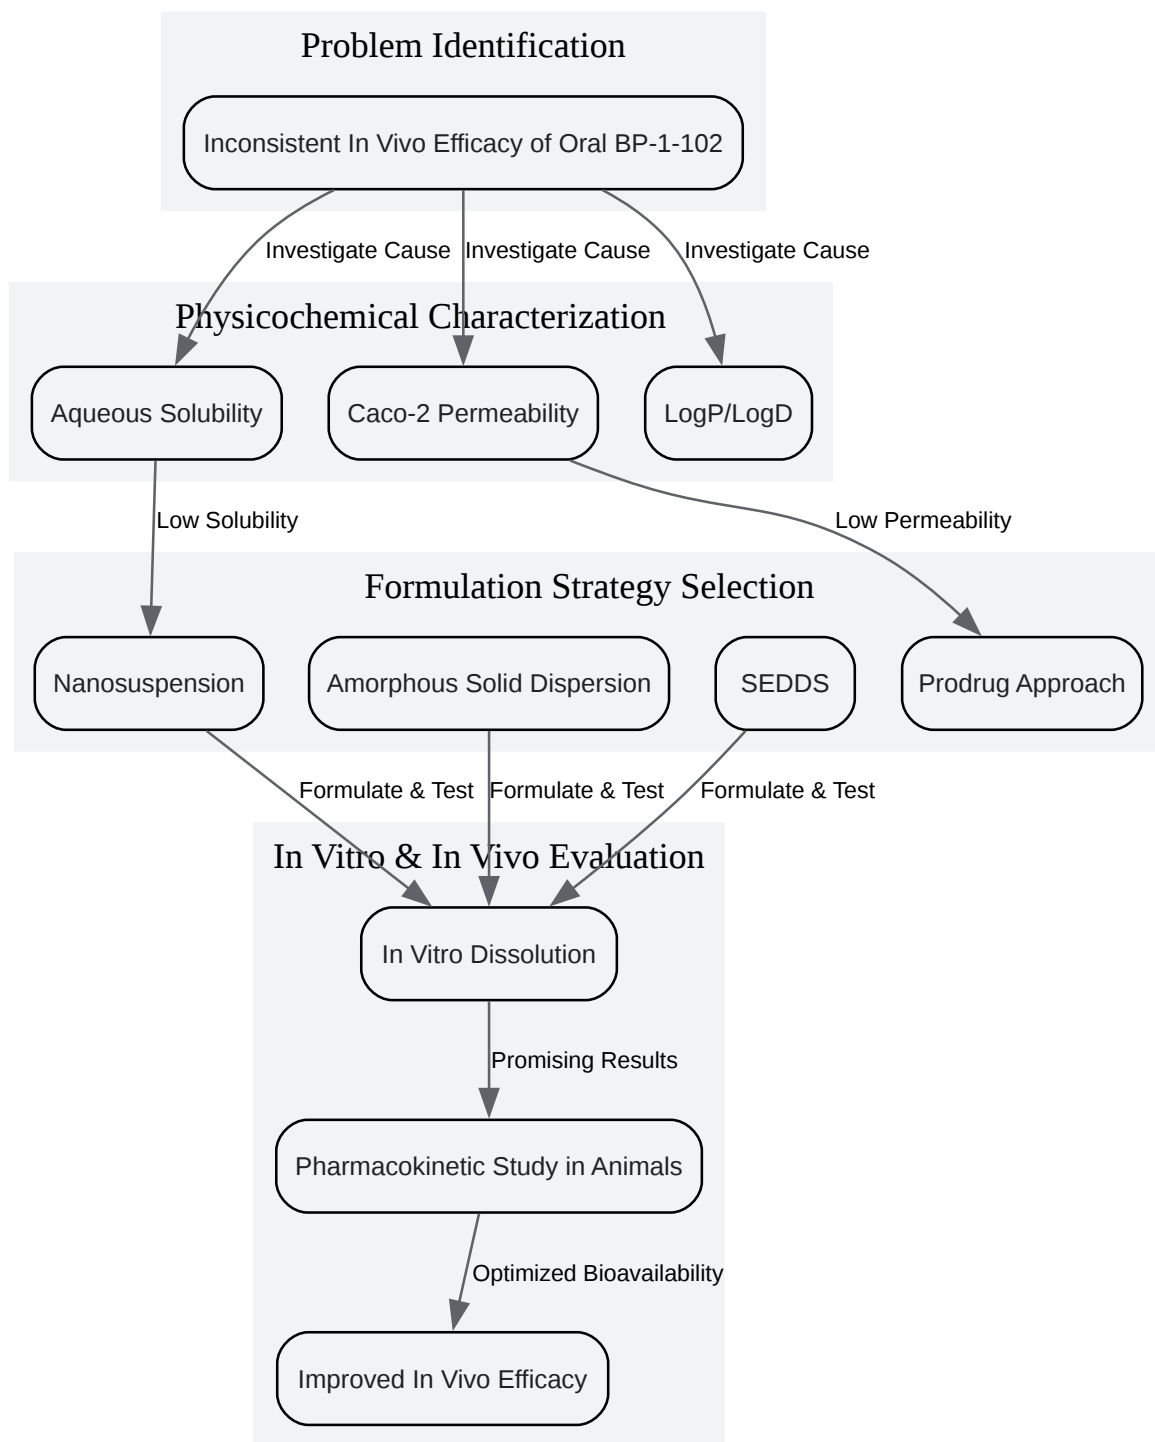 Problem Identification
Inconsistent In Vivo Efficacy of Oral BP-1-102
Investigate Cause
Investigate Cause
Investigate Cause
Physicochemical Characterization
Aqueous Solubility
Caco-2 Permeability
LogP/LogD
Low Solubility
Low Permeability
Formulation Strategy Selection
Nanosuspension
Amorphous Solid Dispersion
SEDDS
Prodrug Approach
Formulate & Test
Formulate & Test
Formulate & Test
In Vitro & In Vivo Evaluation
In Vitro Dissolution
Promising Results
Pharmacokinetic Study in Animals
Optimized Bioavailability
Improved In Vivo Efficacy